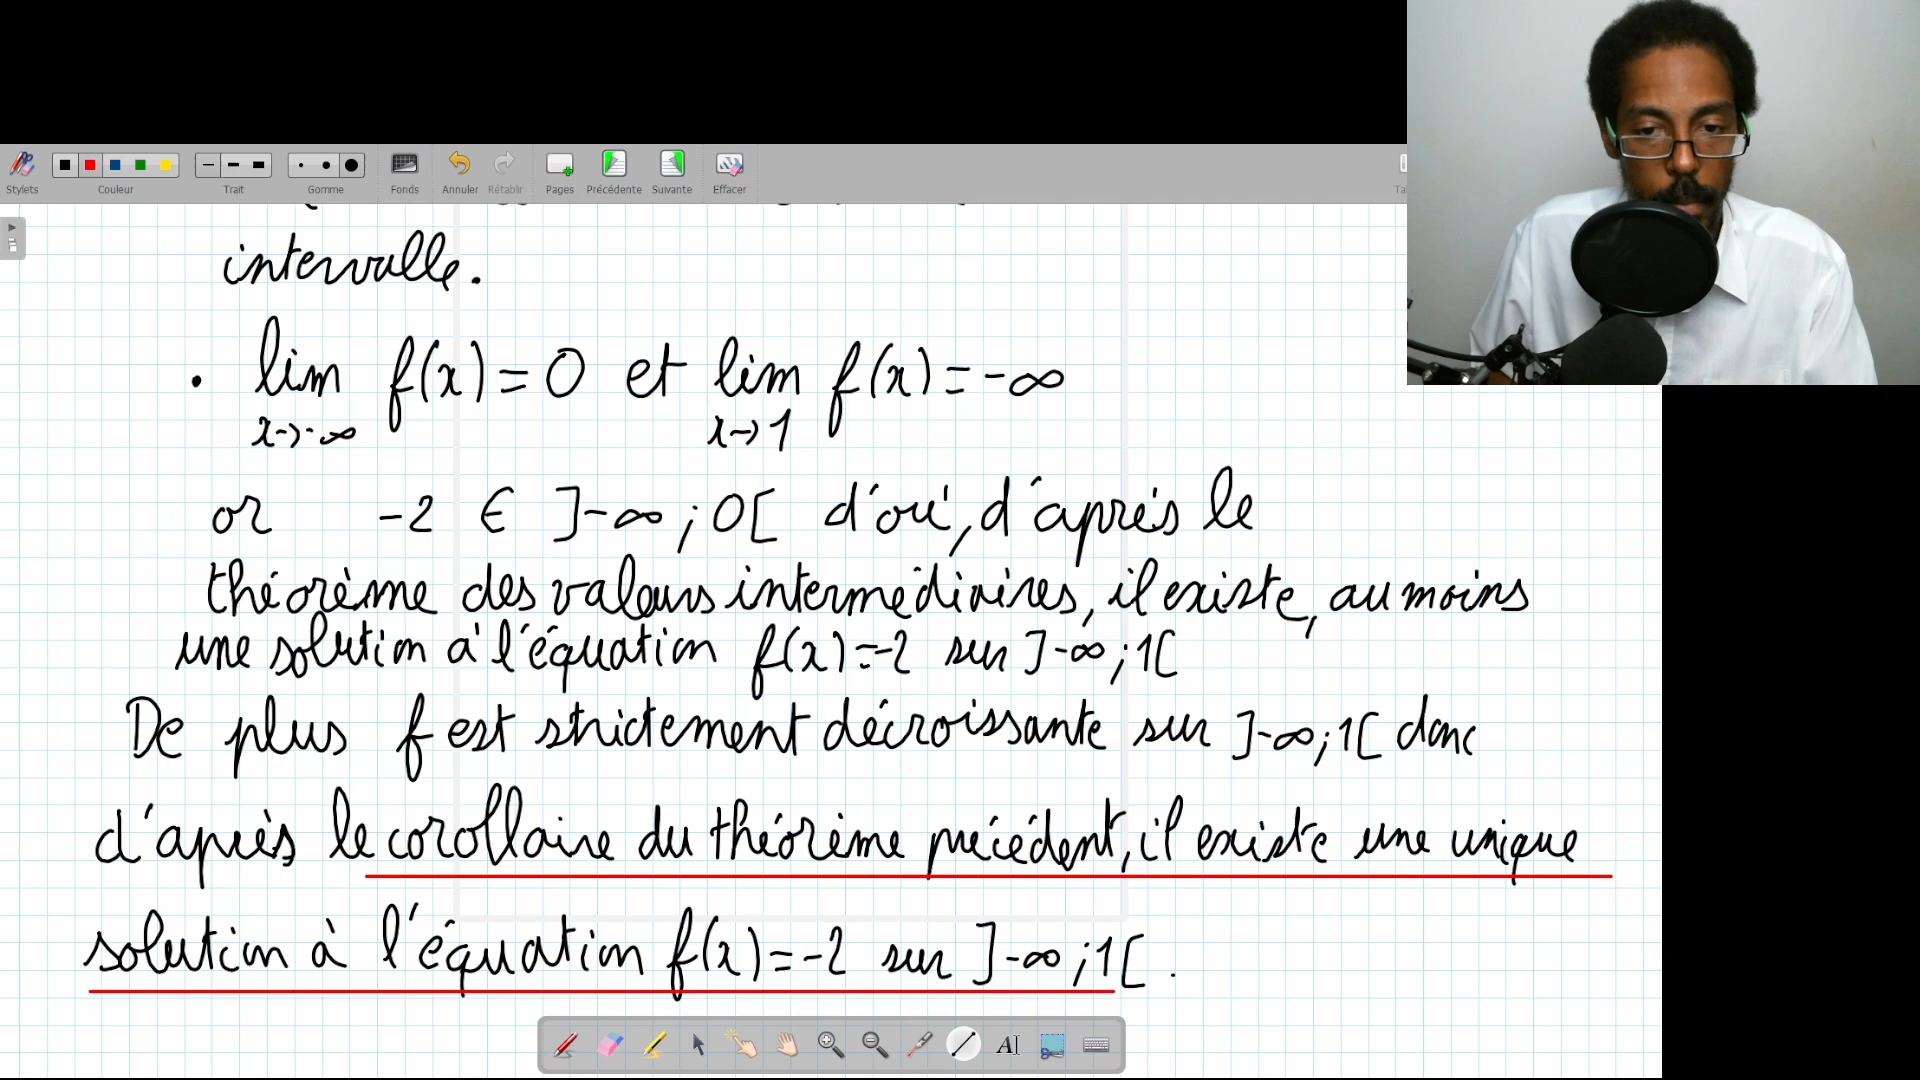 Stylets Couleur Trait Gomme Fonds Annuler Rétablir Pages Précédente Suivante Effacer
intervalle.
• lim f(x) = 0 et lim f(x) = -∞
x→-∞ x→1
or -2 ∈ ]-∞ ; 0[ d'où, d'après le
théorème des valeurs intermédiaires, il existe, au moins
une solution à l'équation f(x)=-2 sur ]-∞ ; 1[
De plus f est strictement décroissante sur ]-∞ ; 1[ donc
d'après le corollaire du théorème précédent, il existe une unique
solution à l'équation f(x) = -2 sur ]-∞ ; 1[ .
AI